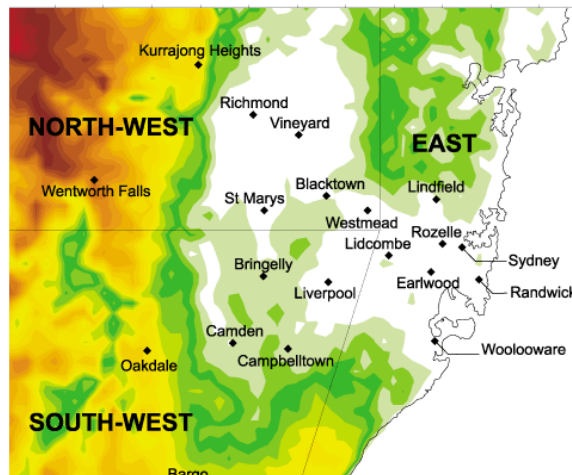 Kurrajong Heights
Richmond
NORTH-WEST
Vineyard
EAST
Wentworth Falls
Blacktown
Lindfield
St Marys
Westmead
Rozelle
Lidcombe
Sydney
Bringelly
Earlwood
Liverpool
Randwick
Camden
Woolooware
Oakdale
Campbelltown
SOUTH-WEST
Bargo